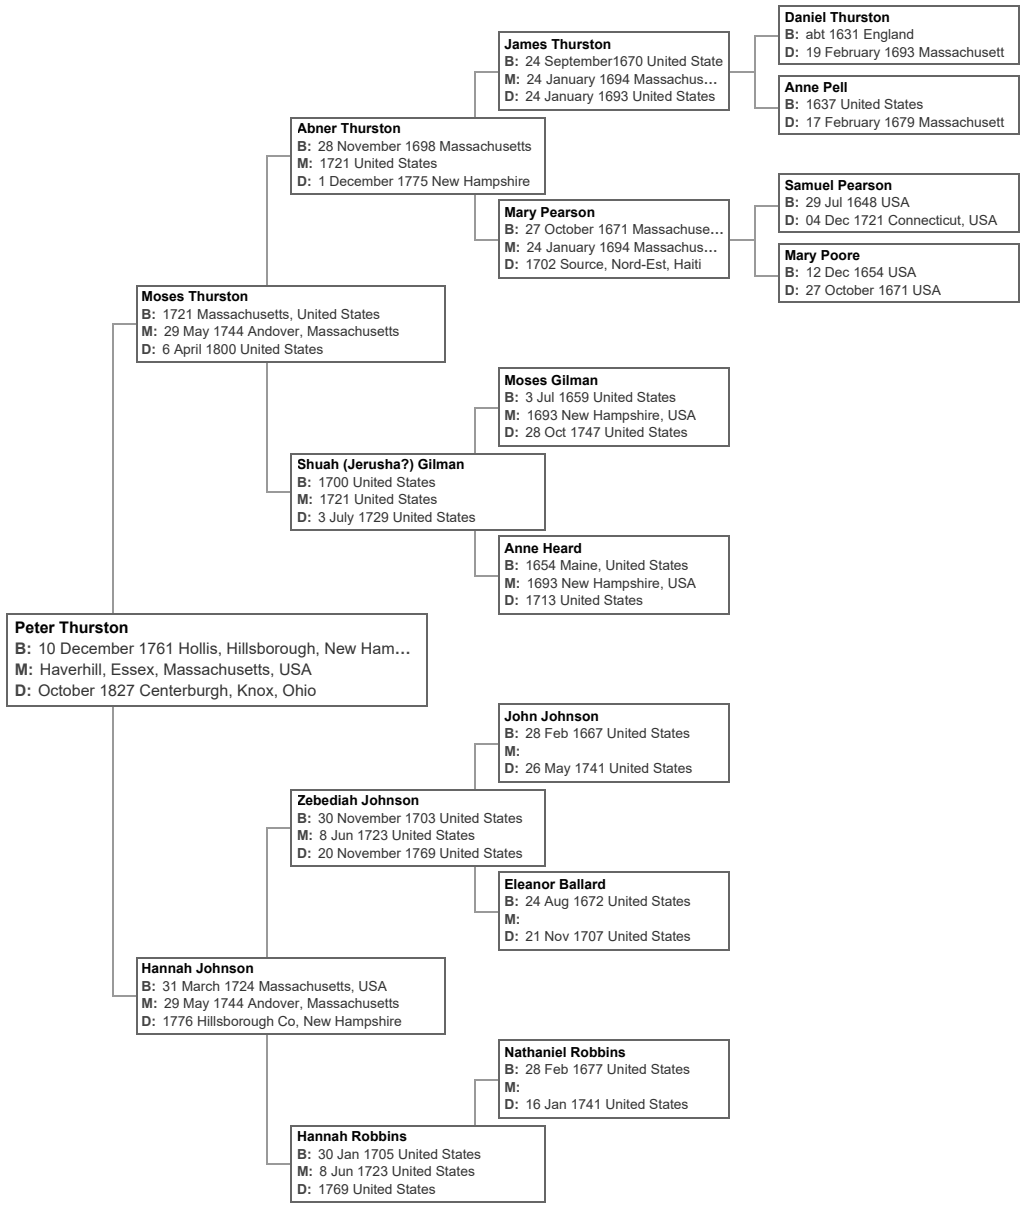 Daniel Thurston
B: abt 1631 England
D: 19 February 1693 Massachusett
James Thurston
B: 24 September1670 United State
M: 24 January 1694 Massachus...
D: 24 January 1693 United States
Anne Pell
B: 1637 United States
D: 17 February 1679 Massachusett
Abner Thurston
B: 28 November 1698 Massachusetts
M: 1721 United States
D: 1 December 1775 New Hampshire
Samuel Pearson
B: 29 Jul 1648 USA
D: 04 Dec 1721 Connecticut, USA
Mary Pearson
B: 27 October 1671 Massachuse...
M: 24 January 1694 Massachus...
D: 1702 Source, Nord-Est, Haiti
Mary Poore
B: 12 Dec 1654 USA
D: 27 October 1671 USA
Moses Thurston
B: 1721 Massachusetts, United States
M: 29 May 1744 Andover, Massachusetts
D: 6 April 1800 United States
Moses Gilman
B: 3 Jul 1659 United States
M: 1693 New Hampshire, USA
D: 28 Oct 1747 United States
Shuah (Jerusha?) Gilman
B: 1700 United States
M: 1721 United States
D: 3 July 1729 United States
Anne Heard
B: 1654 Maine, United States
M: 1693 New Hampshire, USA
D: 1713 United States
Peter Thurston
B: 10 December 1761 Hollis, Hillsborough, New Ham...
M: Haverhill, Essex, Massachusetts, USA
D: October 1827 Centerburgh, Knox, Ohio
John Johnson
B: 28 Feb 1667 United States
M:
D: 26 May 1741 United States
Zebediah Johnson
B: 30 November 1703 United States
M: 8 Jun 1723 United States
D: 20 November 1769 United States
Eleanor Ballard
B: 24 Aug 1672 United States
M:
D: 21 Nov 1707 United States
Hannah Johnson
B: 31 March 1724 Massachusetts, USA
M: 29 May 1744 Andover, Massachusetts
D: 1776 Hillsborough Co, New Hampshire
Nathaniel Robbins
B: 28 Feb 1677 United States
M:
D: 16 Jan 1741 United States
Hannah Robbins
B: 30 Jan 1705 United States
M: 8 Jun 1723 United States
D: 1769 United States